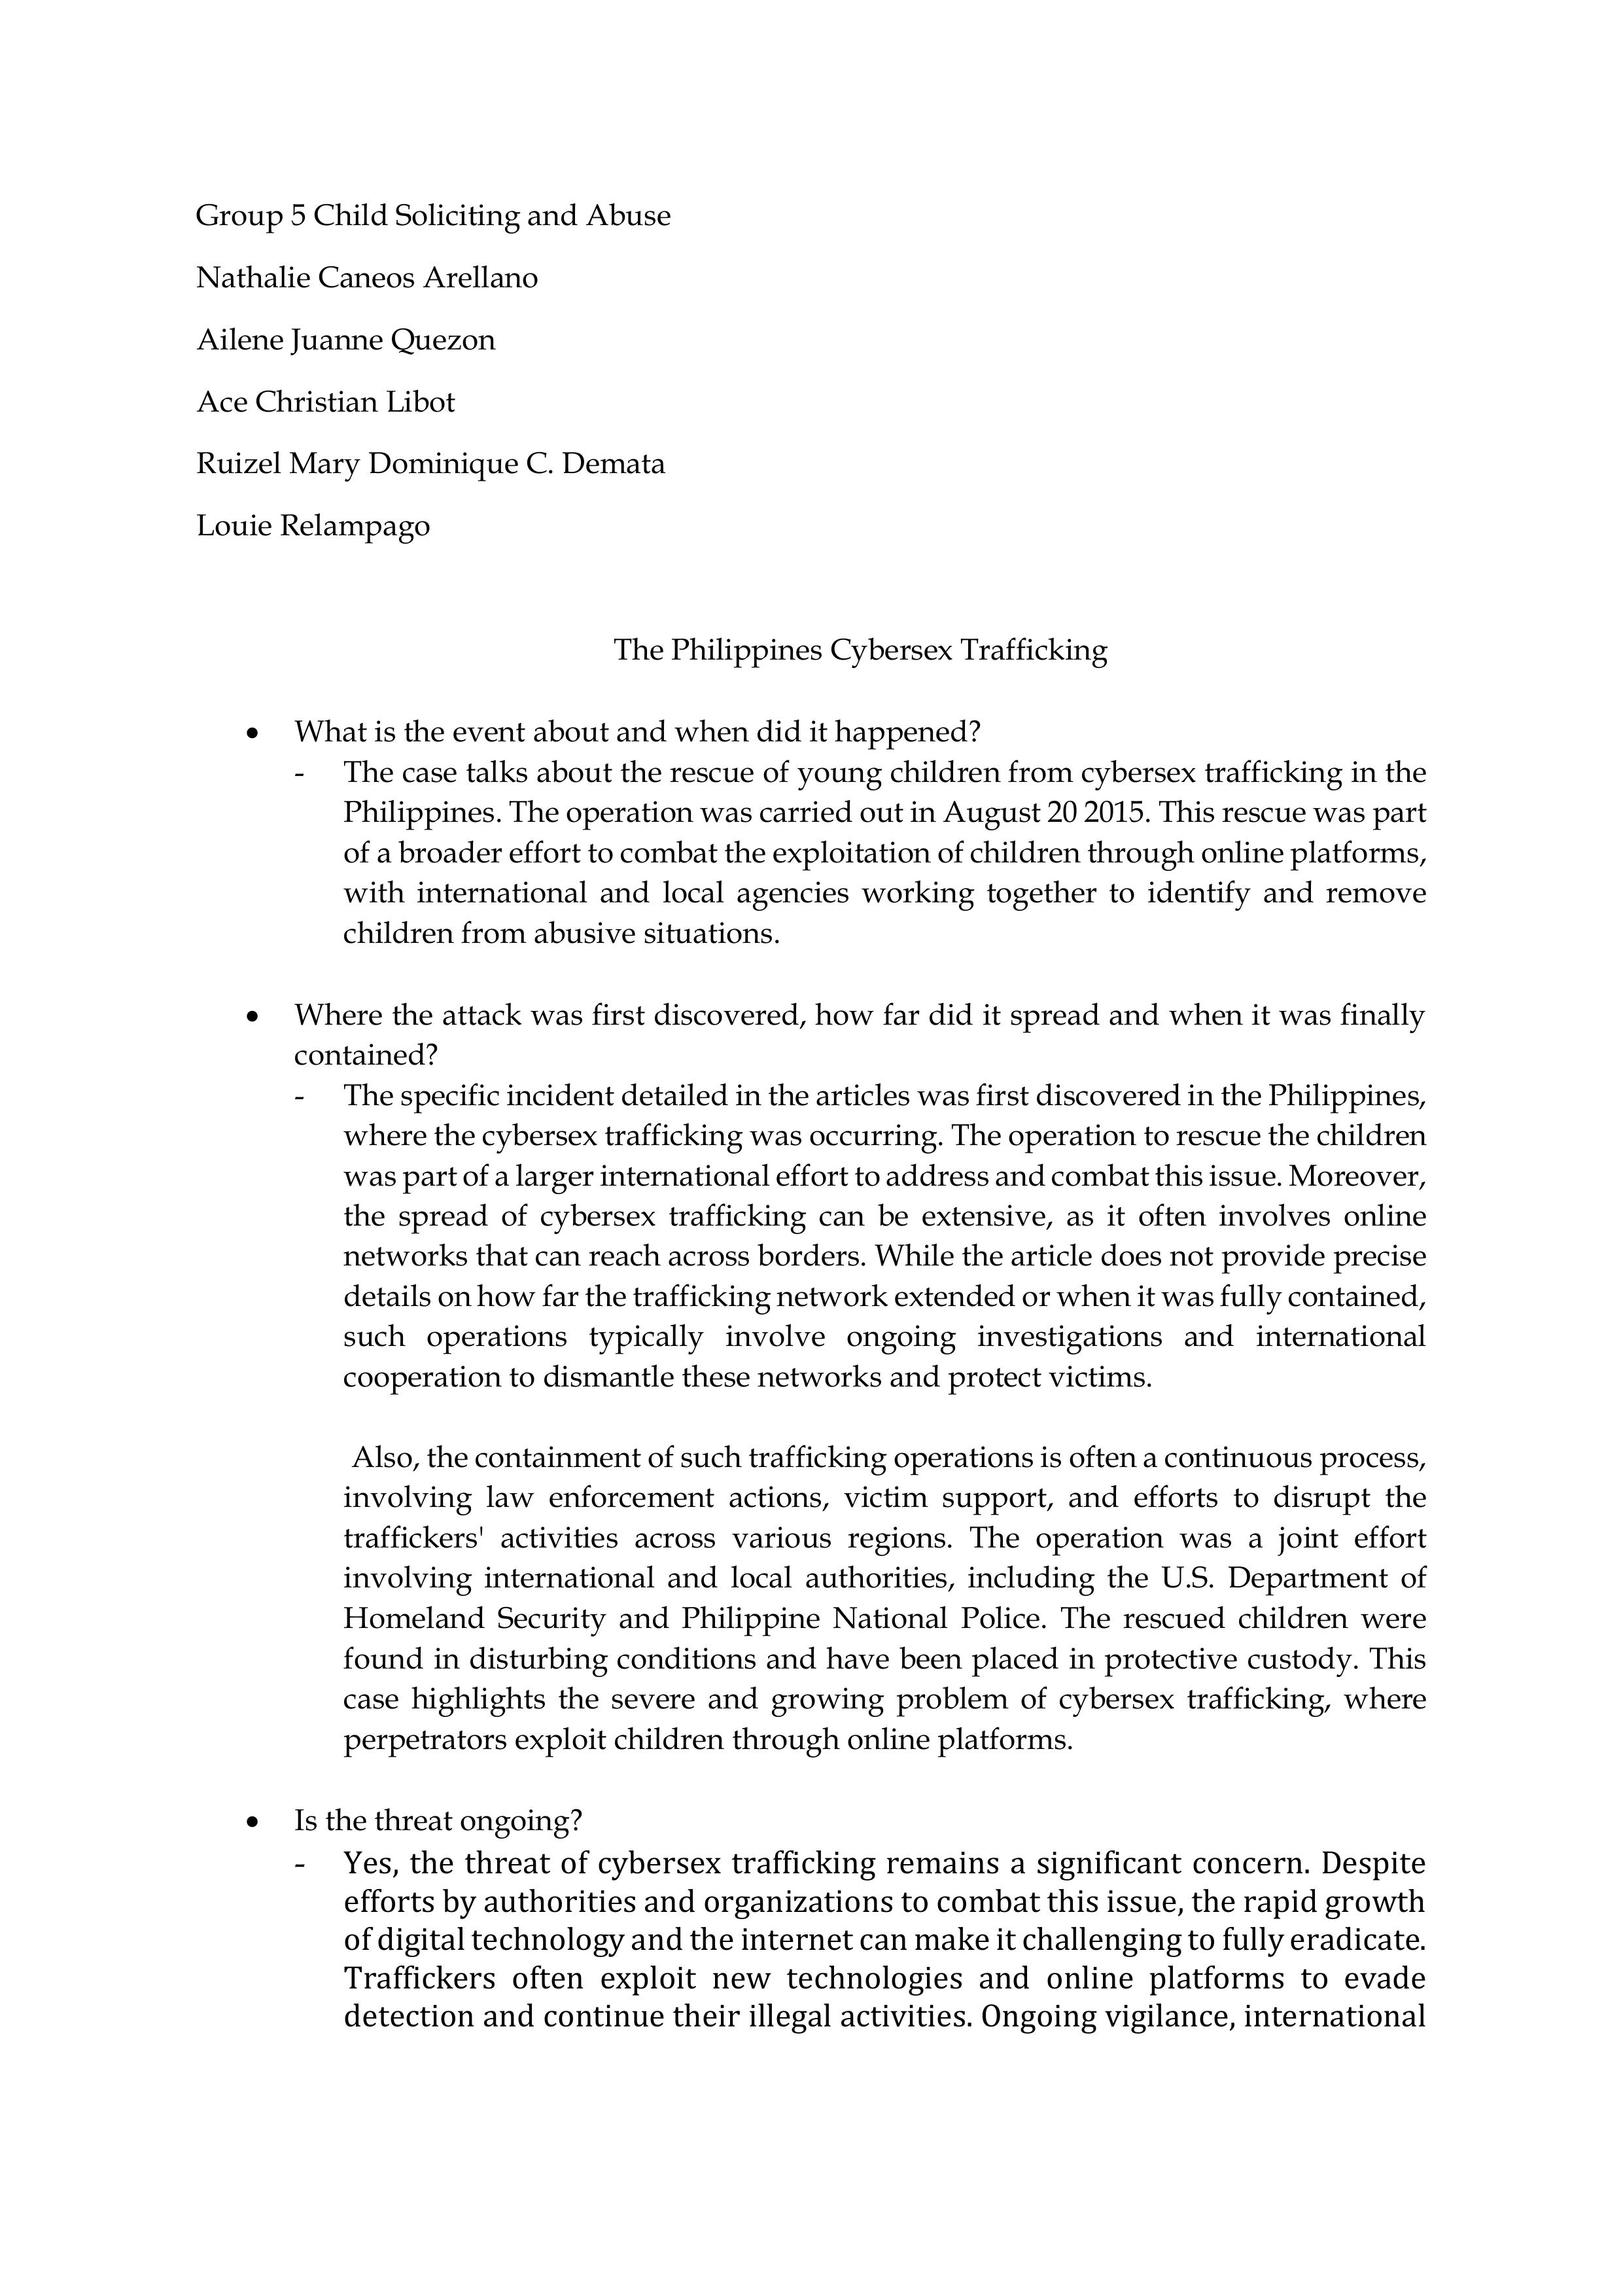 Group 5 Child Soliciting and Abuse
Nathalie Caneos Arellano
Ailene Juanne Quezon
Ace Christian Libot
Ruizel Mary Dominique C. Demata
Louie Relampago
The Philippines Cybersex Trafficking
• What is the event about and when did it happened?
- The case talks about the rescue of young children from cybersex trafficking in the
Philippines. The operation was carried out in August 20 2015. This rescue was part
of a broader effort to combat the exploitation of children through online platforms,
with international and local agencies working together to identify and remove
children from abusive situations.
• Where the attack was first discovered, how far did it spread and when it was finally
contained?
- The specific incident detailed in the articles was first discovered in the Philippines,
where the cybersex trafficking was occurring. The operation to rescue the children
was part of a larger international effort to address and combat this issue. Moreover,
the spread of cybersex trafficking can be extensive, as it often involves online
networks that can reach across borders. While the article does not provide precise
details on how far the trafficking network extended or when it was fully contained,
such operations typically involve ongoing investigations and international
cooperation to dismantle these networks and protect victims.
Also, the containment of such trafficking operations is often a continuous process,
involving law enforcement actions, victim support, and efforts to disrupt the
traffickers' activities across various regions. The operation was a joint effort
involving international and local authorities, including the U.S. Department of
Homeland Security and Philippine National Police. The rescued children were
found in disturbing conditions and have been placed in protective custody. This
case highlights the severe and growing problem of cybersex trafficking, where
perpetrators exploit children through online platforms.
• Is the threat ongoing?
- Yes, the threat of cybersex trafficking remains a significant concern. Despite
efforts by authorities and organizations to combat this issue, the rapid growth
of digital technology and the internet can make it challenging to fully eradicate.
Traffickers often exploit new technologies and online platforms to evade
detection and continue their illegal activities. Ongoing vigilance, international